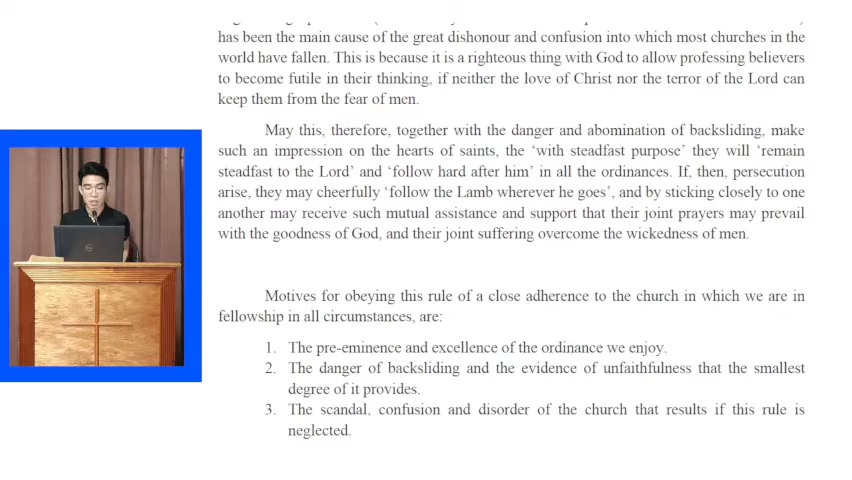 has been the main cause of the great dishonour and confusion into which most churches in the
world have fallen. This is because it is a righteous thing with God to allow professing believers
to become futile in their thinking, if neither the love of Christ nor the terror of the Lord can
keep them from the fear of men.
May this, therefore, together with the danger and abomination of backsliding, make
such an impression on the hearts of saints, the ‘with steadfast purpose’ they will ‘remain
steadfast to the Lord’ and ‘follow hard after him’ in all the ordinances. If, then, persecution
arise, they may cheerfully ‘follow the Lamb wherever he goes’, and by sticking closely to one
another may receive such mutual assistance and support that their joint prayers may prevail
with the goodness of God, and their joint suffering overcome the wickedness of men.
Motives for obeying this rule of a close adherence to the church in which we are in
fellowship in all circumstances, are:
1. The pre-eminence and excellence of the ordinance we enjoy.
2. The danger of backsliding and the evidence of unfaithfulness that the smallest
degree of it provides.
3. The scandal, confusion and disorder of the church that results if this rule is
neglected.